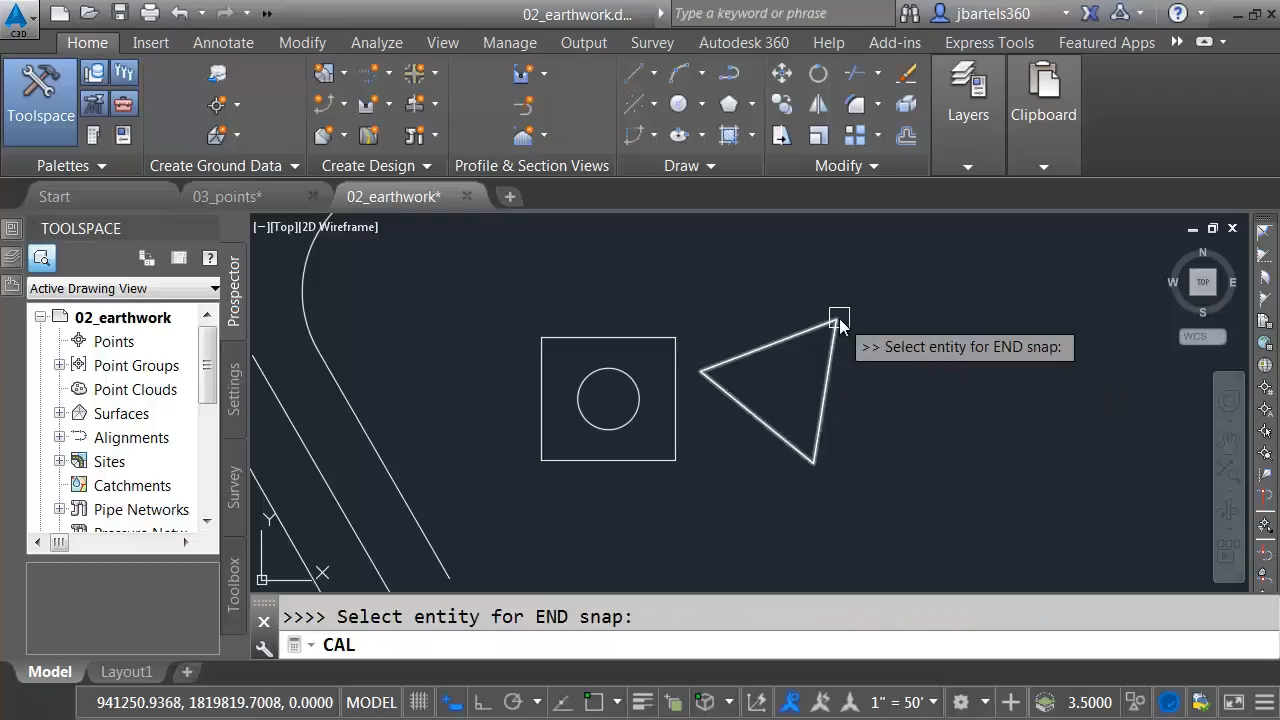 C3D
02_earthwork.d...
Type a keyword or phrase
jbartels360
Home
Insert
Annotate
Modify
Analyze
View
Manage
Output
Survey
Autodesk 360
Help
Add-ins
Express Tools
Featured Apps
Toolspace
Palettes
Create Ground Data
Create Design
Profile & Section Views
Draw
Modify
Layers
Clipboard
Start
03_points*
02_earthwork*
TOOLSPACE
Active Drawing View
02_earthwork
Points
Point Groups
Point Clouds
Surfaces
Alignments
Sites
Catchments
Pipe Networks
Prospector
Settings
Survey
Toolbox
[−][Top][2D Wireframe]
N
W
TOP
E
S
WCS
>> Select entity for END snap:
Y
X
>>>> Select entity for END snap:
CAL
Model
Layout1
941250.9368, 1819819.7008, 0.0000
MODEL
1" = 50'
3.5000